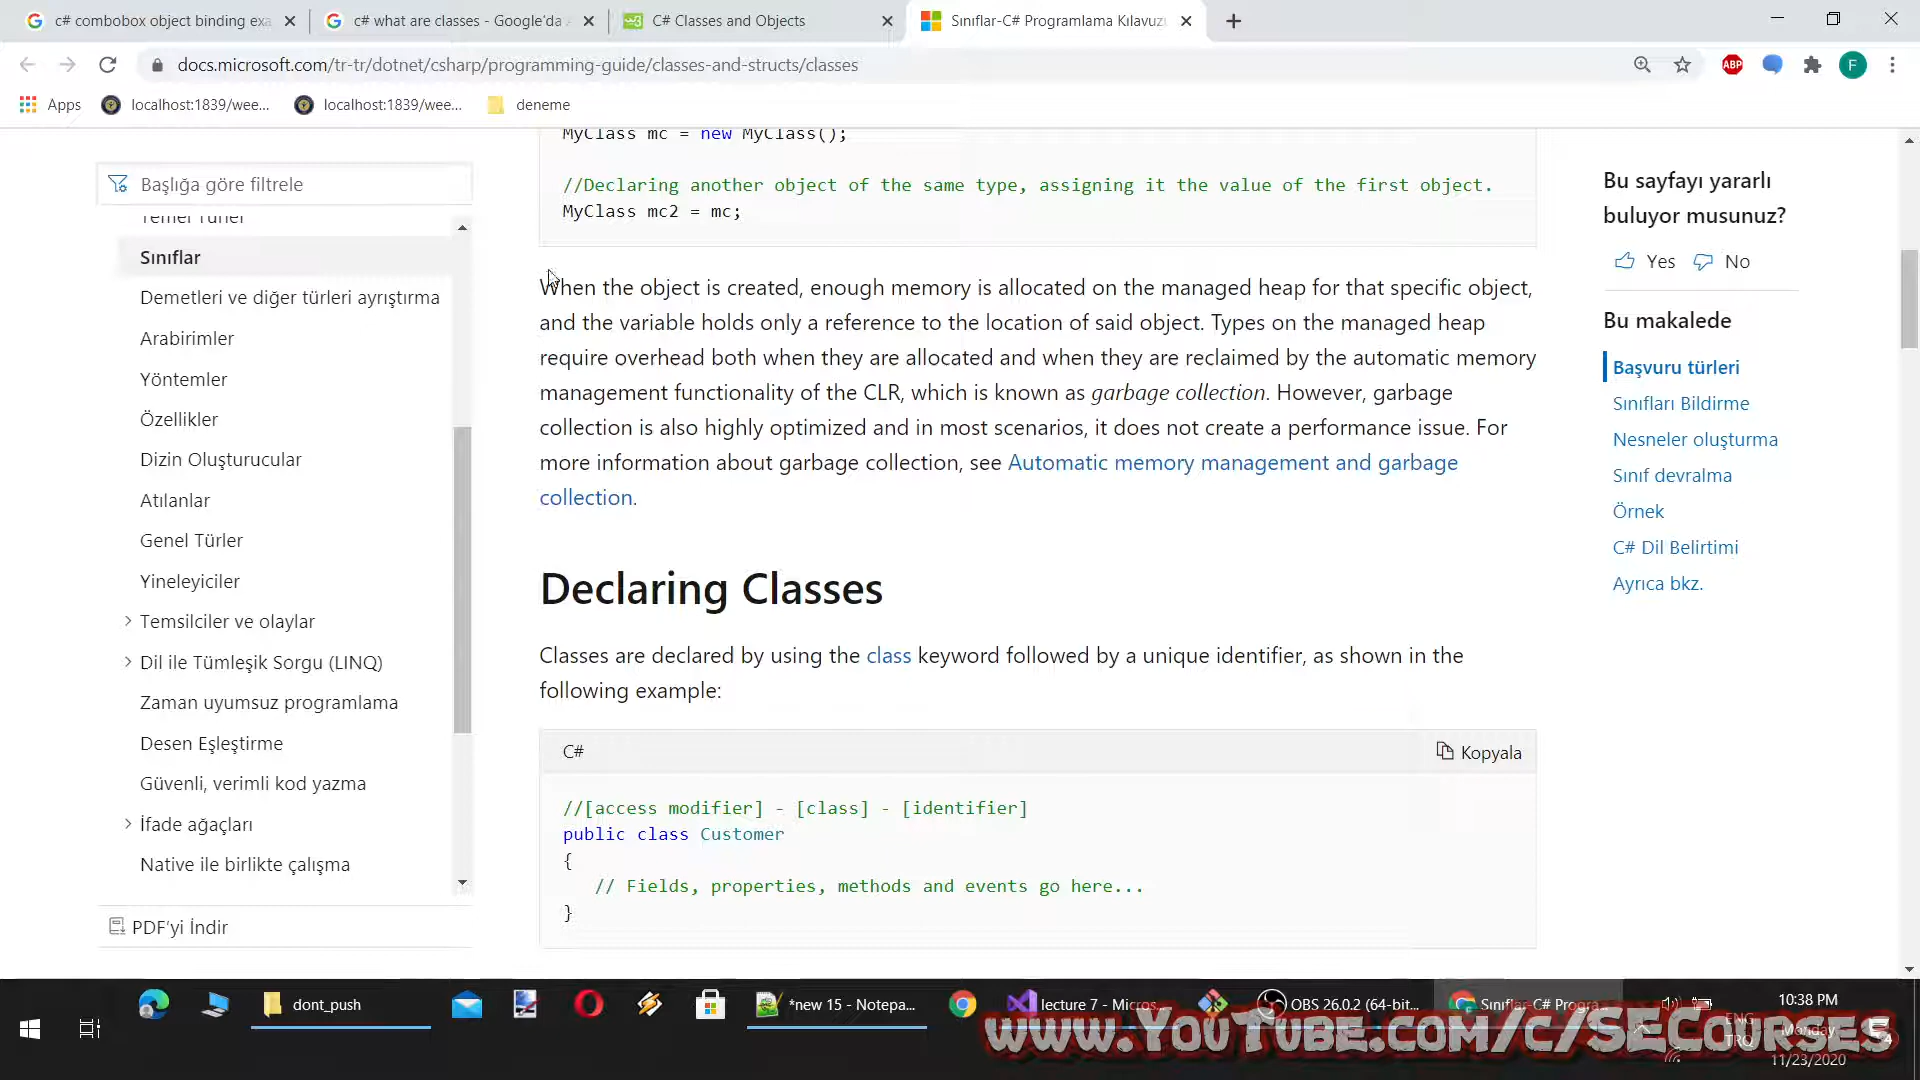 c# combobox object binding exa
c# what are classes - Google'da
C# Classes and Objects
Sınıflar-C# Programlama Kılavuzu
docs.microsoft.com/tr-tr/dotnet/csharp/programming-guide/classes-and-structs/classes
ABP
F
Apps
localhost:1839/wee...
localhost:1839/wee...
deneme
Başlığa göre filtrele
Temel Türler
Sınıflar
Demetleri ve diğer türleri ayrıştırma
Arabirimler
Yöntemler
Özellikler
Dizin Oluşturucular
Atılanlar
Genel Türler
Yineleyiciler
Temsilciler ve olaylar
Dil ile Tümleşik Sorgu (LINQ)
Zaman uyumsuz programlama
Desen Eşleştirme
Güvenli, verimli kod yazma
İfade ağaçları
Native ile birlikte çalışma
PDF'yi İndir
MyClass mc = new MyClass();
//Declaring another object of the same type, assigning it the value of the first object.
MyClass mc2 = mc;
When the object is created, enough memory is allocated on the managed heap for that specific object,
and the variable holds only a reference to the location of said object. Types on the managed heap
require overhead both when they are allocated and when they are reclaimed by the automatic memory
management functionality of the CLR, which is known as garbage collection. However, garbage
collection is also highly optimized and in most scenarios, it does not create a performance issue. For
more information about garbage collection, see Automatic memory management and garbage
collection.
Declaring Classes
Classes are declared by using the class keyword followed by a unique identifier, as shown in the
following example:
C#
Kopyala
//[access modifier] - [class] - [identifier]
public class Customer
{
// Fields, properties, methods and events go here...
}
Bu sayfayı yararlı
buluyor musunuz?
Yes
No
Bu makalede
Başvuru türleri
Sınıfları Bildirme
Nesneler oluşturma
Sınıf devralma
Örnek
C# Dil Belirtimi
Ayrıca bkz.
dont_push
*new 15 - Notepa...
lecture 7 - Micros...
OBS 26.0.2 (64-bit...
Sınıflar-C# Progra...
10:38 PM
ENG
Monday
TRQ
11/23/2020
www.YouTube.com/c/SECourses